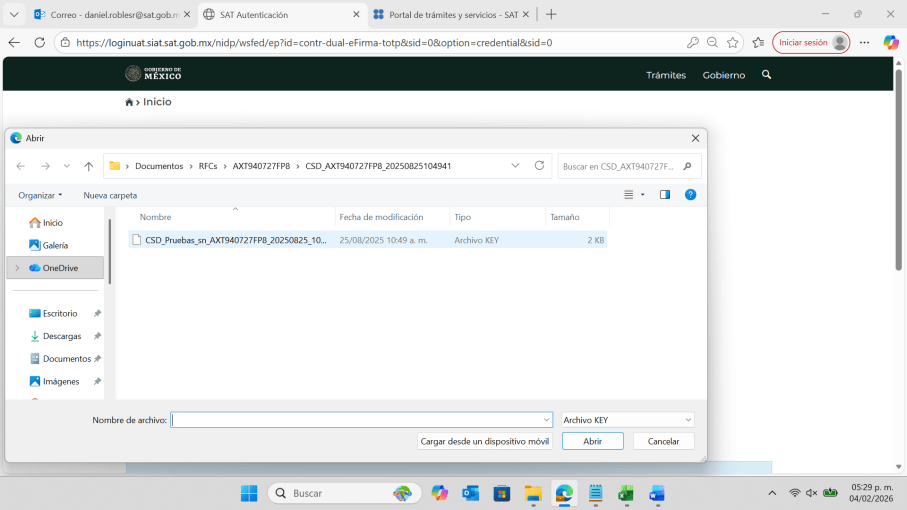 Correo - daniel.roblesr@sat.gob.m
SAT Autenticación
Portal de trámites y servicios - SAT
https://loginuat.siat.sat.gob.mx/nidp/wsfed/ep?id=contr-dual-eFirma-totp&sid=0&option=credential&sid=0
Iniciar sesión
GOBIERNO DE
MÉXICO
Trámites
Gobierno
Inicio
Abrir
Documentos › RFCs › AXT940727FP8 › CSD_AXT940727FP8_20250825104941
Buscar en CSD_AXT940727F...
Organizar
Nueva carpeta
Inicio
Galería
OneDrive
Escritorio
Descargas
Documentos
Imágenes
Nombre
Fecha de modificación
Tipo
Tamaño
CSD_Pruebas_sn_AXT940727FP8_20250825_10...
25/08/2025 10:49 a. m.
Archivo KEY
2 KB
Nombre de archivo:
Archivo KEY
Cargar desde un dispositivo móvil
Abrir
Cancelar
Buscar
05:29 p. m.
04/02/2026